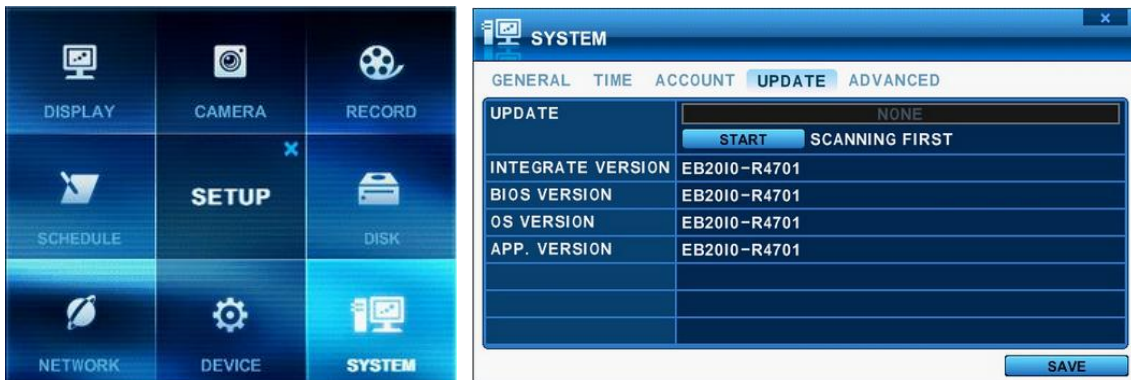 DISPLAY CAMERA RECORD
SETUP
SCHEDULE DISK
NETWORK DEVICE SYSTEM
SYSTEM
GENERAL TIME ACCOUNT UPDATE ADVANCED
UPDATE NONE
START SCANNING FIRST
INTEGRATE VERSION EB20I0-R4701
BIOS VERSION EB20I0-R4701
OS VERSION EB20I0-R4701
APP. VERSION EB20I0-R4701
SAVE